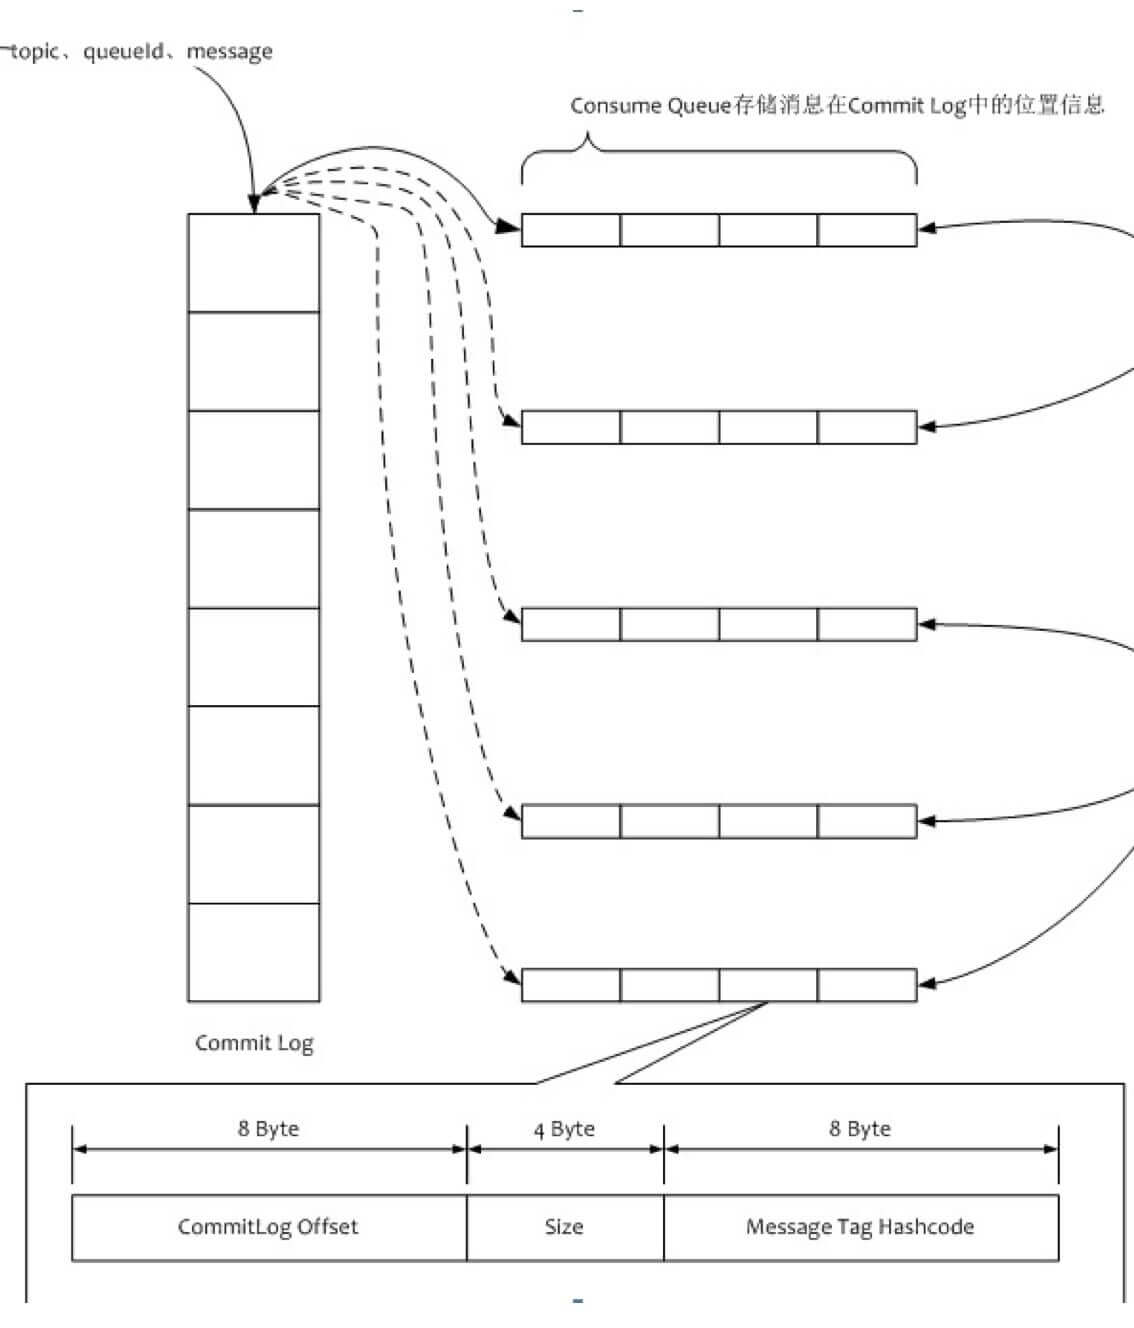 topic、queueId、message
Consume Queue存储消息在Commit Log中的位置信息
Commit Log
8 Byte
4 Byte
8 Byte
CommitLog Offset
Size
Message Tag Hashcode